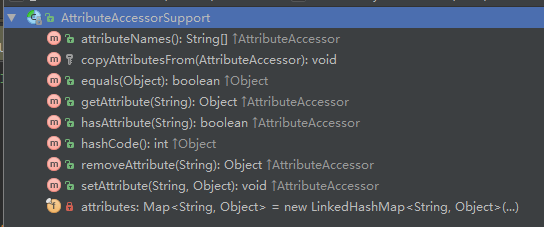 AttributeAccessorSupport
attributeNames(): String[] ↑AttributeAccessor
copyAttributesFrom(AttributeAccessor): void
equals(Object): boolean ↑Object
getAttribute(String): Object ↑AttributeAccessor
hasAttribute(String): boolean ↑AttributeAccessor
hashCode(): int ↑Object
removeAttribute(String): Object ↑AttributeAccessor
setAttribute(String, Object): void ↑AttributeAccessor
attributes: Map<String, Object> = new LinkedHashMap<String, Object>(...)